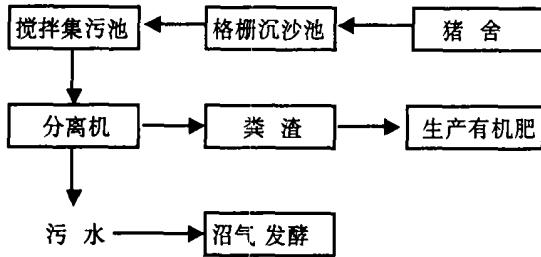 搅拌集污池 格栅沉沙池 猪 舍
分离机 粪 渣 生产有机肥
污 水 沼气 发酵